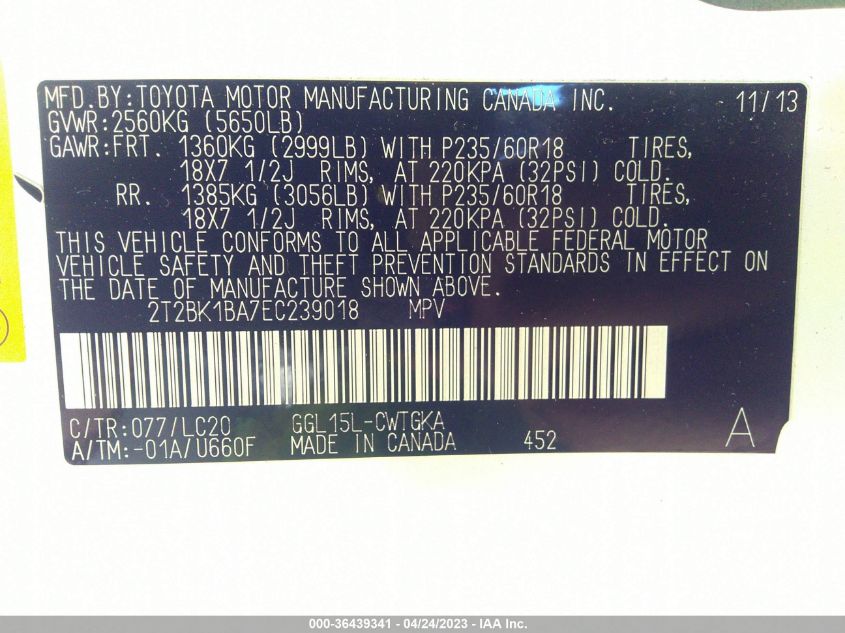 MFD.BY:TOYOTA MOTOR MANUFACTURING CANADA INC. 11/13
GVWR:2560KG (5650LB)
GAWR:FRT. 1360KG (2999LB) WITH P235/60R18 TIRES,
18X7 1/2J RIMS, AT 220KPA (32PSI) COLD.
RR. 1385KG (3056LB) WITH P235/60R18 TIRES,
18X7 1/2J RIMS, AT 220KPA (32PSI) COLD.
THIS VEHICLE CONFORMS TO ALL APPLICABLE FEDERAL MOTOR
VEHICLE SAFETY AND THEFT PREVENTION STANDARDS IN EFFECT ON
THE DATE OF MANUFACTURE SHOWN ABOVE.
2T2BK1BA7EC239018 MPV
C/TR:077/LC20 GGL15L-CWTGKA
A/TM:-01A/U660F MADE IN CANADA 452 A
000-36439341 - 04/24/2023 - IAA Inc.